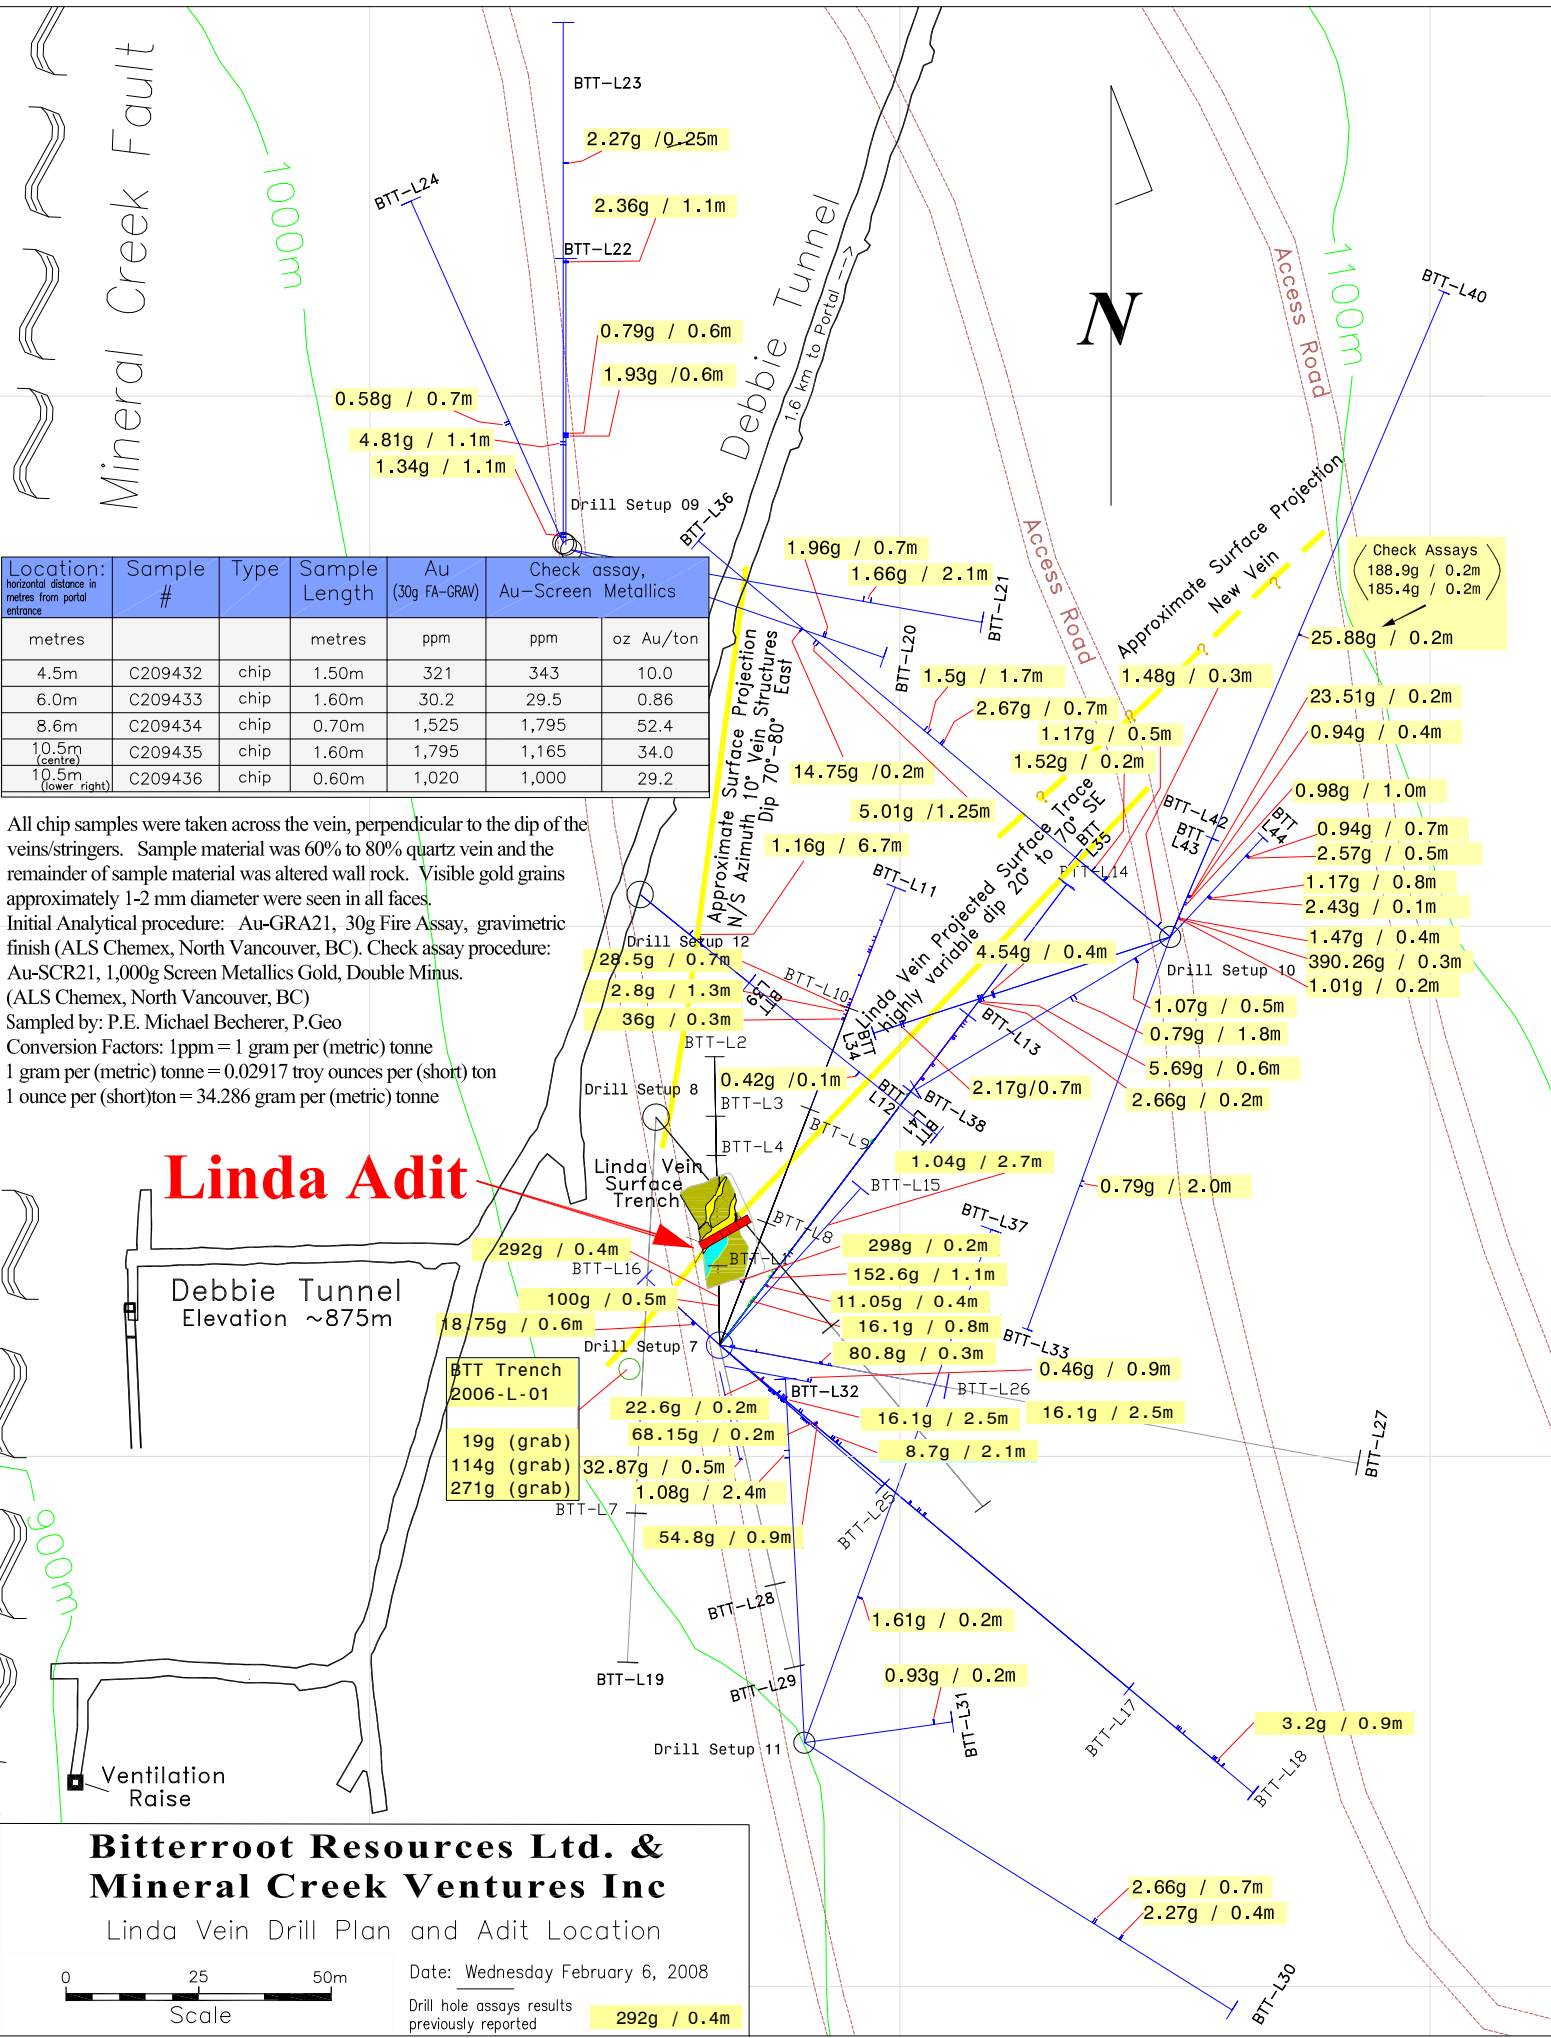 Mineral Creek Fault
1000m
BTT-L23
2.27g /0.25m
BTT-L24
2.36g / 1.1m
BTT-L22
0.79g / 0.6m
1.93g /0.6m
0.58g / 0.7m
4.81g / 1.1m
1.34g / 1.1m
Drill Setup 09
Debbie Tunnel
1.6 km to Portal --->
N
Access Road
1100m
BTT-L40
BTT-L36
1.96g / 0.7m
1.66g / 2.1m
BTT-L21
BTT-L20
Access Road
Approximate Surface Projection
New Vein
?
?
?
?
Check Assays
188.9g / 0.2m
185.4g / 0.2m
25.88g / 0.2m
Location:
horizontal distance in
metres from portal
entrance
Sample
#
Type
Sample
Length
Au
(30g FA-GRAV)
Check assay,
Au-Screen Metallics
metres metres ppm ppm oz Au/ton
4.5m C209432 chip 1.50m 321 343 10.0
6.0m C209433 chip 1.60m 30.2 29.5 0.86
8.6m C209434 chip 0.70m 1,525 1,795 52.4
10.5m (centre) C209435 chip 1.60m 1,795 1,165 34.0
10.5m (lower right) C209436 chip 0.60m 1,020 1,000 29.2
Approximate Surface Projection
N/S Azimuth 10° Vein Structures
Dip 70°-80° East
1.5g / 1.7m
2.67g / 0.7m
1.48g / 0.3m
1.17g / 0.5m
1.52g / 0.2m
23.51g / 0.2m
0.94g / 0.4m
14.75g /0.2m
5.01g /1.25m
0.98g / 1.0m
BTT-L42
BTT
L43
BTT
L44
0.94g / 0.7m
2.57g / 0.5m
1.17g / 0.8m
2.43g / 0.1m
1.47g / 0.4m
390.26g / 0.3m
1.01g / 0.2m
Drill Setup 10
BTT
L35
BTT-L14
Linda Vein Projected Surface Trace
highly variable dip 20° to 70° SE
1.16g / 6.7m
BTT-L11
All chip samples were taken across the vein, perpendicular to the dip of the
veins/stringers. Sample material was 60% to 80% quartz vein and the
remainder of sample material was altered wall rock. Visible gold grains
approximately 1-2 mm diameter were seen in all faces.
Initial Analytical procedure: Au-GRA21, 30g Fire Assay, gravimetric
finish (ALS Chemex, North Vancouver, BC). Check assay procedure:
Au-SCR21, 1,000g Screen Metallics Gold, Double Minus.
(ALS Chemex, North Vancouver, BC)
Sampled by: P.E. Michael Becherer, P.Geo
Conversion Factors: 1ppm = 1 gram per (metric) tonne
1 gram per (metric) tonne = 0.02917 troy ounces per (short) ton
1 ounce per (short)ton = 34.286 gram per (metric) tonne
Drill Setup 12
28.5g / 0.7m
2.8g / 1.3m
36g / 0.3m
BTT
L39
BTT-L10
BTT
L34
4.54g / 0.4m
1.07g / 0.5m
0.79g / 1.8m
5.69g / 0.6m
2.66g / 0.2m
2.17g/0.7m
BTT-L13
BTT-L2
Drill Setup 8
0.42g /0.1m
BTT-L3
BTT-L4
BTT-L9
BTT
L12
BTT-L38
BTT
L41
1.04g / 2.7m
BTT-L15
0.79g / 2.0m
Linda Adit
Linda Vein
Surface
Trench
BTT-L8
BTT-L37
BTT-L1
292g / 0.4m
BTT-L16
298g / 0.2m
152.6g / 1.1m
100g / 0.5m
11.05g / 0.4m
18.75g / 0.6m
16.1g / 0.8m
Drill Setup 7
80.8g / 0.3m
BTT-L33
0.46g / 0.9m
Debbie Tunnel
Elevation ~875m
BTT Trench
2006-L-01
19g (grab)
114g (grab)
271g (grab)
BTT-L32
BTT-L26
22.6g / 0.2m
16.1g / 2.5m
16.1g / 2.5m
68.15g / 0.2m
8.7g / 2.1m
BTT-L27
32.87g / 0.5m
1.08g / 2.4m
BTT-L7
BTT-L25
54.8g / 0.9m
900m
BTT-L28
1.61g / 0.2m
BTT-L19
BTT-L29
0.93g / 0.2m
BTT-L31
BTT-L17
3.2g / 0.9m
BTT-L18
Drill Setup 11
Ventilation
Raise
2.66g / 0.7m
2.27g / 0.4m
BTT-L30
Bitterroot Resources Ltd. &
Mineral Creek Ventures Inc
Linda Vein Drill Plan and Adit Location
0 25 50m
Scale
Date: Wednesday February 6, 2008
Drill hole assays results
previously reported
292g / 0.4m